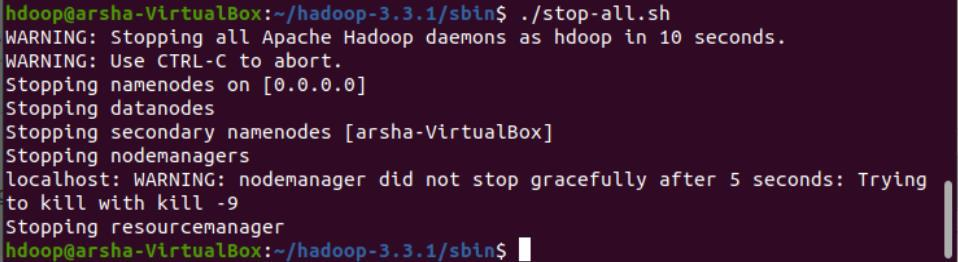 hdoop@arsha-VirtualBox:~/hadoop-3.3.1/sbin$ ./stop-all.sh
WARNING: Stopping all Apache Hadoop daemons as hdoop in 10 seconds.
WARNING: Use CTRL-C to abort.
Stopping namenodes on [0.0.0.0]
Stopping datanodes
Stopping secondary namenodes [arsha-VirtualBox]
Stopping nodemanagers
localhost: WARNING: nodemanager did not stop gracefully after 5 seconds: Trying
to kill with kill -9
Stopping resourcemanager
hdoop@arsha-VirtualBox:~/hadoop-3.3.1/sbin$